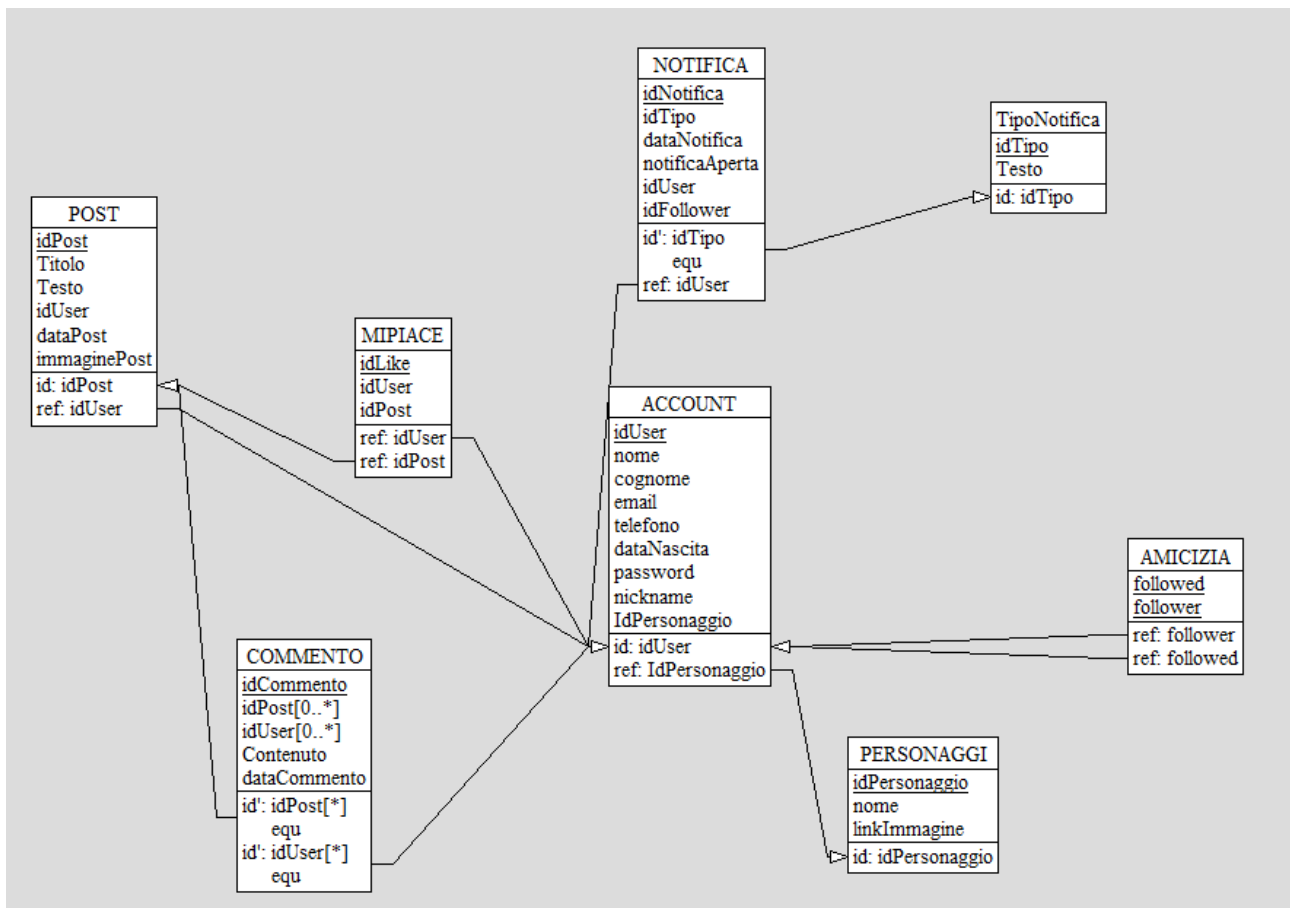 NOTIFICA
idNotifica
idTipo
dataNotifica
notificaAperta
idUser
idFollower
id': idTipo
equ
ref: idUser
TipoNotifica
idTipo
Testo
id: idTipo
POST
idPost
Titolo
Testo
idUser
dataPost
immaginePost
id: idPost
ref: idUser
MIPIACE
idLike
idUser
idPost
ref: idUser
ref: idPost
ACCOUNT
idUser
nome
cognome
email
telefono
dataNascita
password
nickname
IdPersonaggio
id: idUser
ref: IdPersonaggio
AMICIZIA
followed
follower
ref: follower
ref: followed
COMMENTO
idCommento
idPost[0..*]
idUser[0..*]
Contenuto
dataCommento
id': idPost[*]
equ
id': idUser[*]
equ
PERSONAGGI
idPersonaggio
nome
linkImmagine
id: idPersonaggio